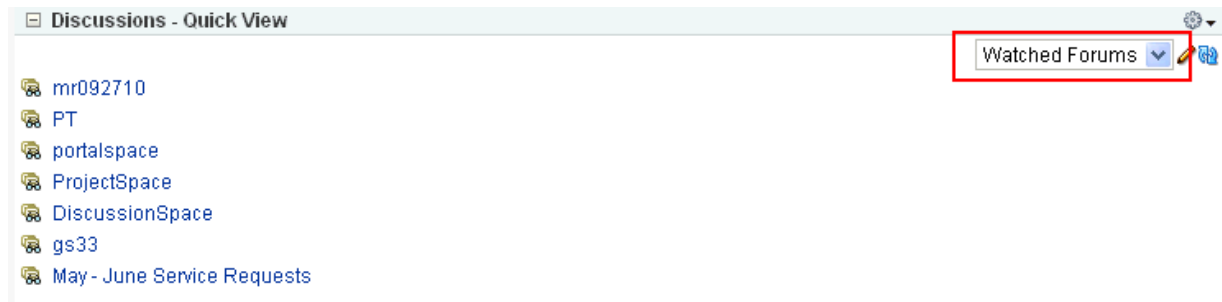 Discussions - Quick View
Watched Forums
mr092710
PT
portalspace
ProjectSpace
DiscussionSpace
gs33
May - June Service Requests